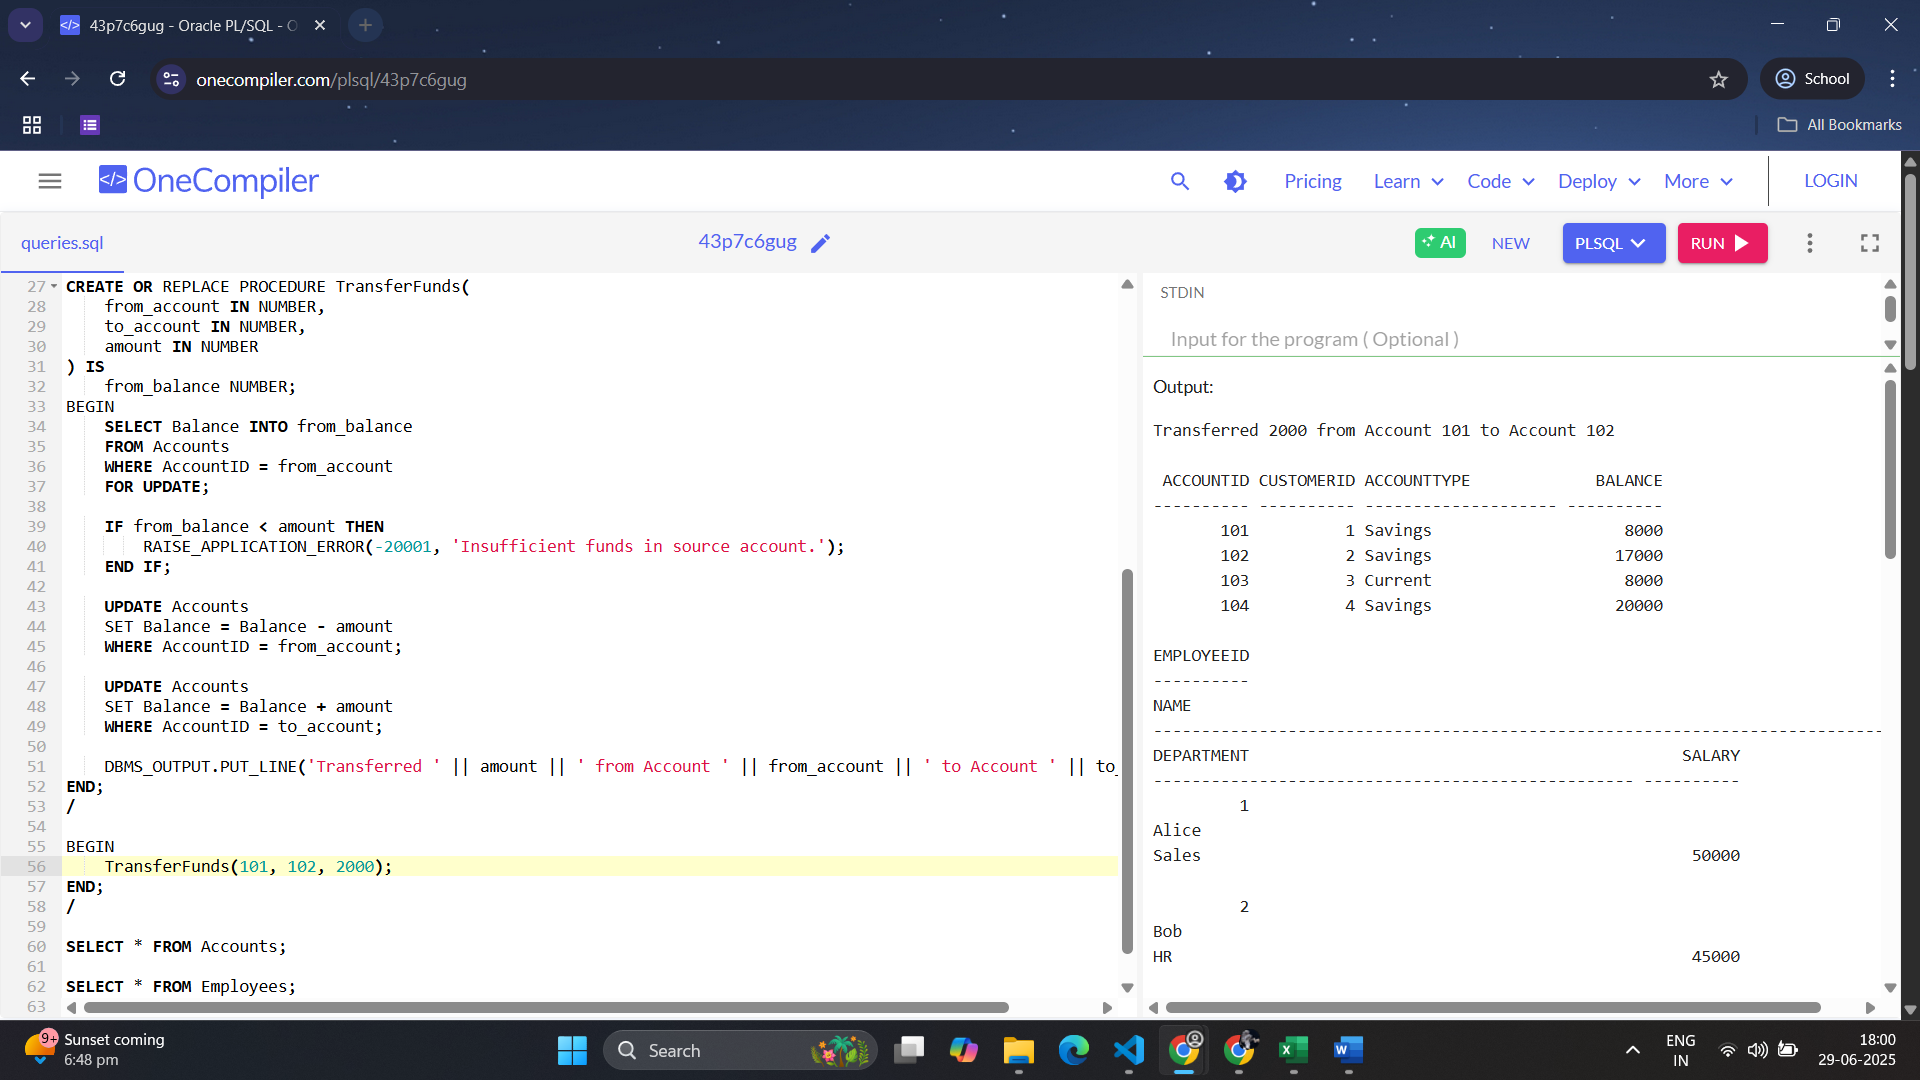 43p7c6gug - Oracle PL/SQL - O
onecompiler.com/plsql/43p7c6gug
School
All Bookmarks
</> OneCompiler
Pricing
Learn
Code
Deploy
More
LOGIN
queries.sql
43p7c6gug
AI
NEW
PLSQL
RUN
27 CREATE OR REPLACE PROCEDURE TransferFunds(
28 from_account IN NUMBER,
29 to_account IN NUMBER,
30 amount IN NUMBER
31 ) IS
32 from_balance NUMBER;
33 BEGIN
34 SELECT Balance INTO from_balance
35 FROM Accounts
36 WHERE AccountID = from_account
37 FOR UPDATE;
38
39 IF from_balance < amount THEN
40 RAISE_APPLICATION_ERROR(-20001, 'Insufficient funds in source account.');
41 END IF;
42
43 UPDATE Accounts
44 SET Balance = Balance - amount
45 WHERE AccountID = from_account;
46
47 UPDATE Accounts
48 SET Balance = Balance + amount
49 WHERE AccountID = to_account;
50
51 DBMS_OUTPUT.PUT_LINE('Transferred ' || amount || ' from Account ' || from_account || ' to Account ' || to_
52 END;
53 /
54
55 BEGIN
56 TransferFunds(101, 102, 2000);
57 END;
58 /
59
60 SELECT * FROM Accounts;
61
62 SELECT * FROM Employees;
63
STDIN
Input for the program ( Optional )
Output:
Transferred 2000 from Account 101 to Account 102
ACCOUNTID CUSTOMERID ACCOUNTTYPE BALANCE
---------- ---------- -------------------- ----------
101 1 Savings 8000
102 2 Savings 17000
103 3 Current 8000
104 4 Savings 20000
EMPLOYEEID
----------
NAME
----------------------------------------------------------------------------
DEPARTMENT SALARY
-------------------------------------------------- ----------
1
Alice
Sales 50000
2
Bob
HR 45000
9+
Sunset coming
6:48 pm
Search
ENG
IN
18:00
29-06-2025